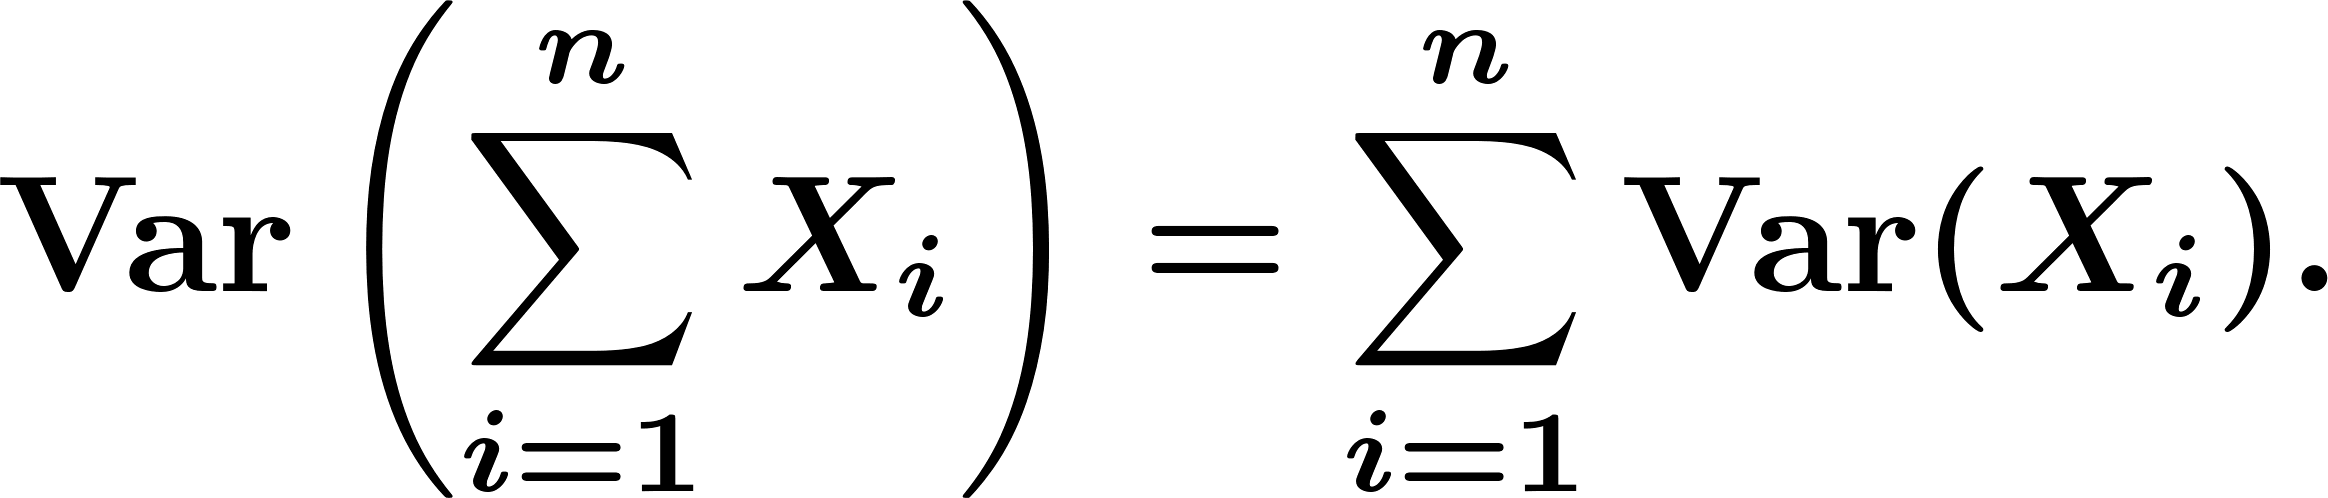 Var(∑_{i=1}^{n} X_i) = ∑_{i=1}^{n} Var(X_i).